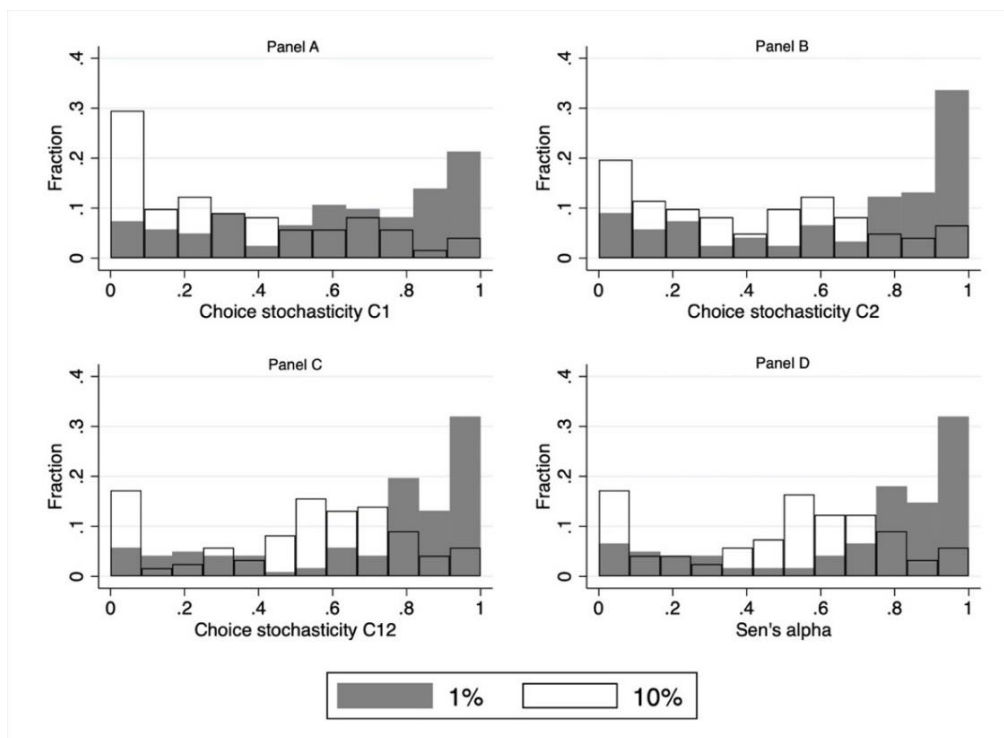 Panel A
Fraction
0 .1 .2 .3 .4
0 .2 .4 .6 .8 1
Choice stochasticity C1
Panel B
Fraction
0 .1 .2 .3 .4
0 .2 .4 .6 .8 1
Choice stochasticity C2
Panel C
Fraction
0 .1 .2 .3 .4
0 .2 .4 .6 .8 1
Choice stochasticity C12
Panel D
Fraction
0 .1 .2 .3 .4
0 .2 .4 .6 .8 1
Sen's alpha
1% 10%